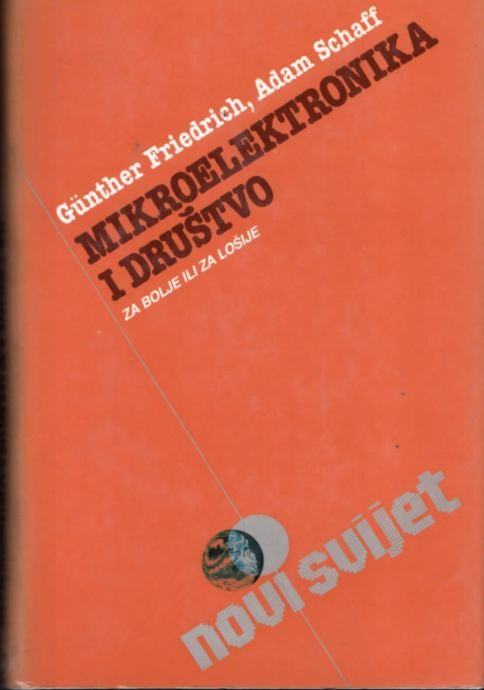 Günther Friedrich, Adam Schaff
MIKROELEKTRONIKA
I DRUŠTVO
ZA BOLJE ILI ZA LOŠIJE
novi svijet